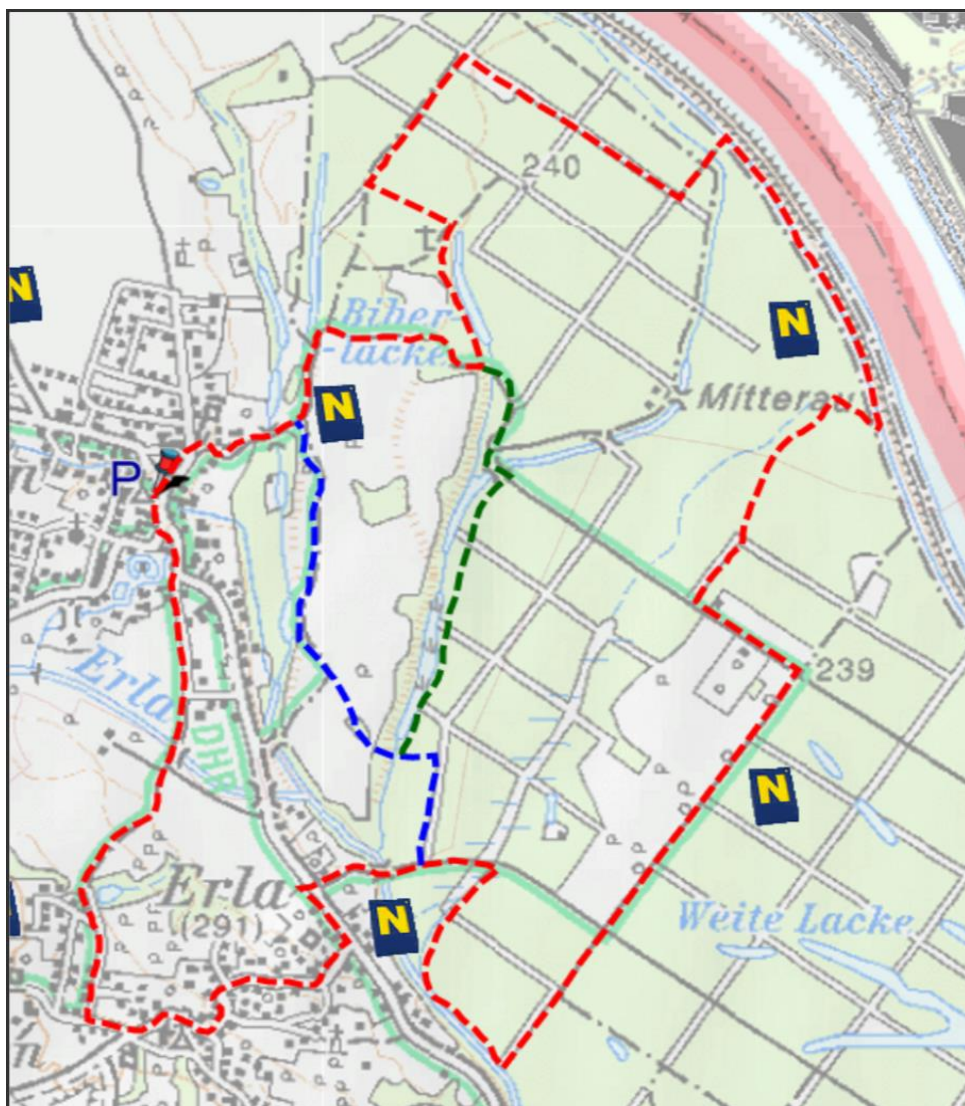 240
N
Biber-
-lacke
N
N
Mitterau
P
239
Erla
DHR
N
Erla
(291)
N
Weite Lacke
n